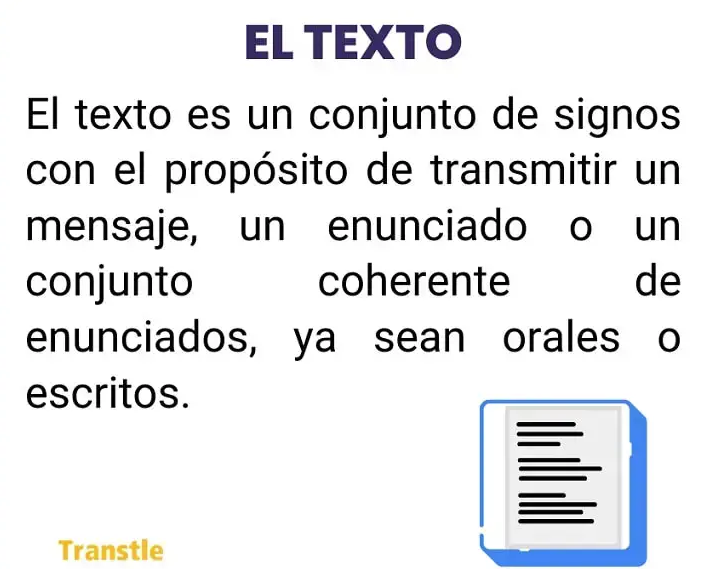 EL TEXTO
El texto es un conjunto de signos
con el propósito de transmitir un
mensaje, un enunciado o un
conjunto coherente de
enunciados, ya sean orales o
escritos.
Transtle